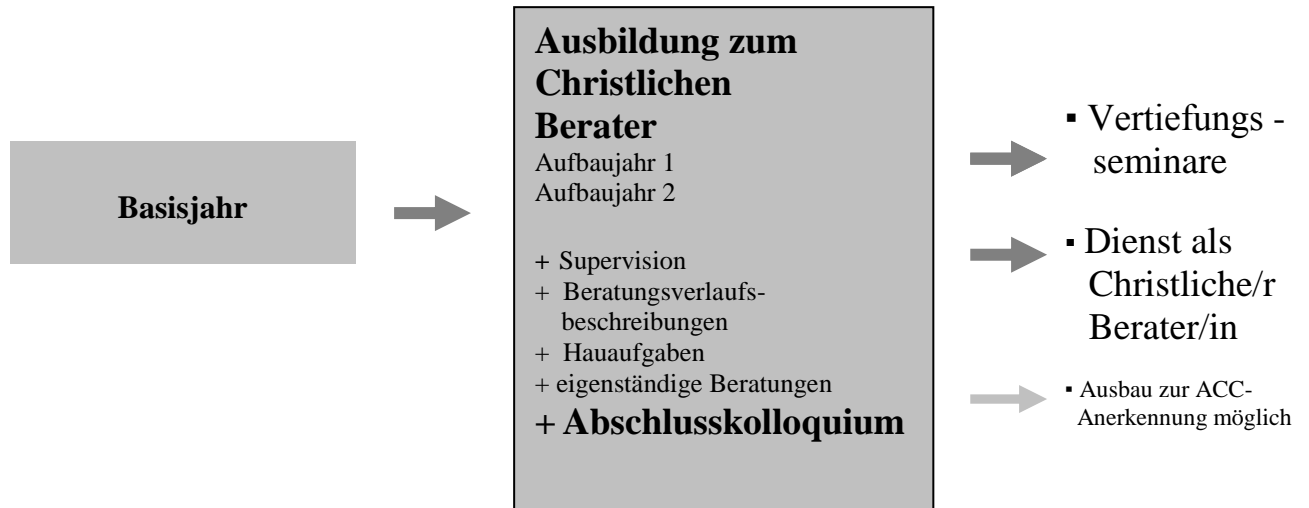 Basisjahr
Ausbildung zum
Christlichen
Berater
Aufbaujahr 1
Aufbaujahr 2
+ Supervision
+ Beratungsverlaufs-
beschreibungen
+ Hauaufgaben
+ eigenständige Beratungen
+ Abschlusskolloquium
▪ Vertiefungs -
seminare
▪ Dienst als
Christliche/r
Berater/in
▪ Ausbau zur ACC-
Anerkennung möglich